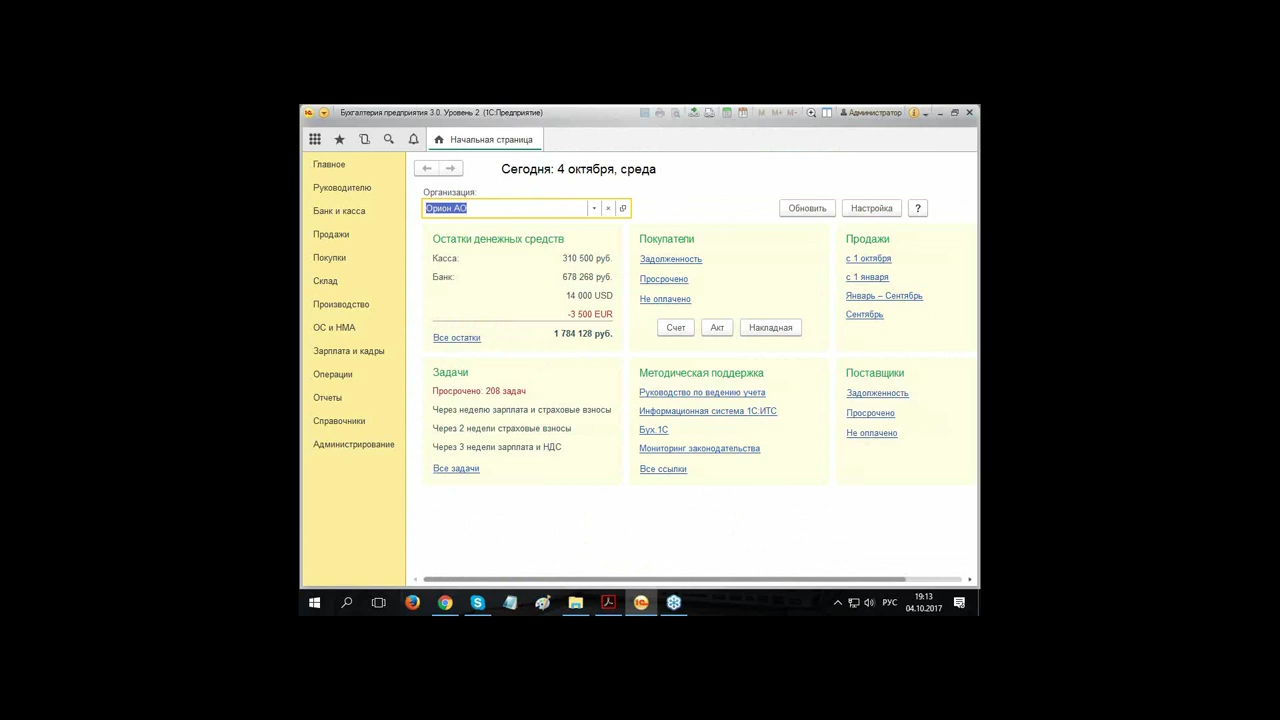 Бухгалтерия предприятия 3.0. Уровень 2. (1С:Предприятие)
M M+ M-
Администратор
Начальная страница
Главное
Руководителю
Банк и касса
Продажи
Покупки
Склад
Производство
ОС и НМА
Зарплата и кадры
Операции
Отчеты
Справочники
Администрирование
Сегодня: 4 октября, среда
Организация:
Орион АО
Обновить
Настройка
?
Остатки денежных средств
Касса: 310 500 руб.
Банк: 678 268 руб.
14 000 USD
-3 500 EUR
1 784 128 руб.
Все остатки
Покупатели
Задолженность
Просрочено
Не оплачено
Счет
Акт
Накладная
Продажи
с 1 октября
с 1 января
Январь – Сентябрь
Сентябрь
Задачи
Просрочено: 208 задач
Через неделю зарплата и страховые взносы
Через 2 недели страховые взносы
Через 3 недели зарплата и НДС
Все задачи
Методическая поддержка
Руководство по ведению учета
Информационная система 1С:ИТС
Бух.1С
Мониторинг законодательства
Все ссылки
Поставщики
Задолженность
Просрочено
Не оплачено
РУС
19:13
04.10.2017